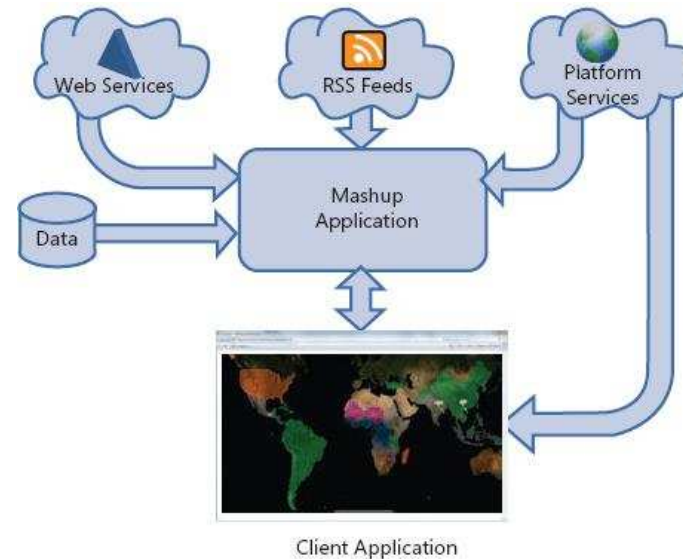 Web Services
RSS Feeds
Platform
Services
Mashup
Application
Data
Client Application